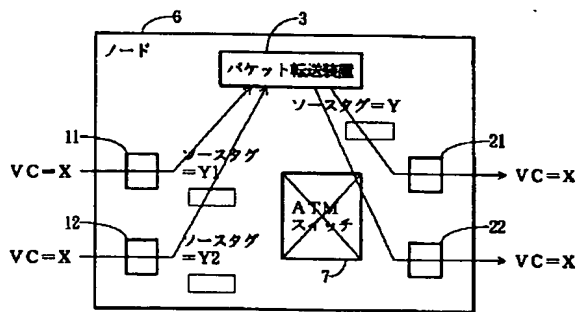 6
3
ノード
パケット転送装置
ソースタグ=Y
11
ソースタグ
=Y1
21
VC=X
VC=X
12
ATM
スイッチ
ソースタグ
=Y2
22
VC=X
VC=X
7